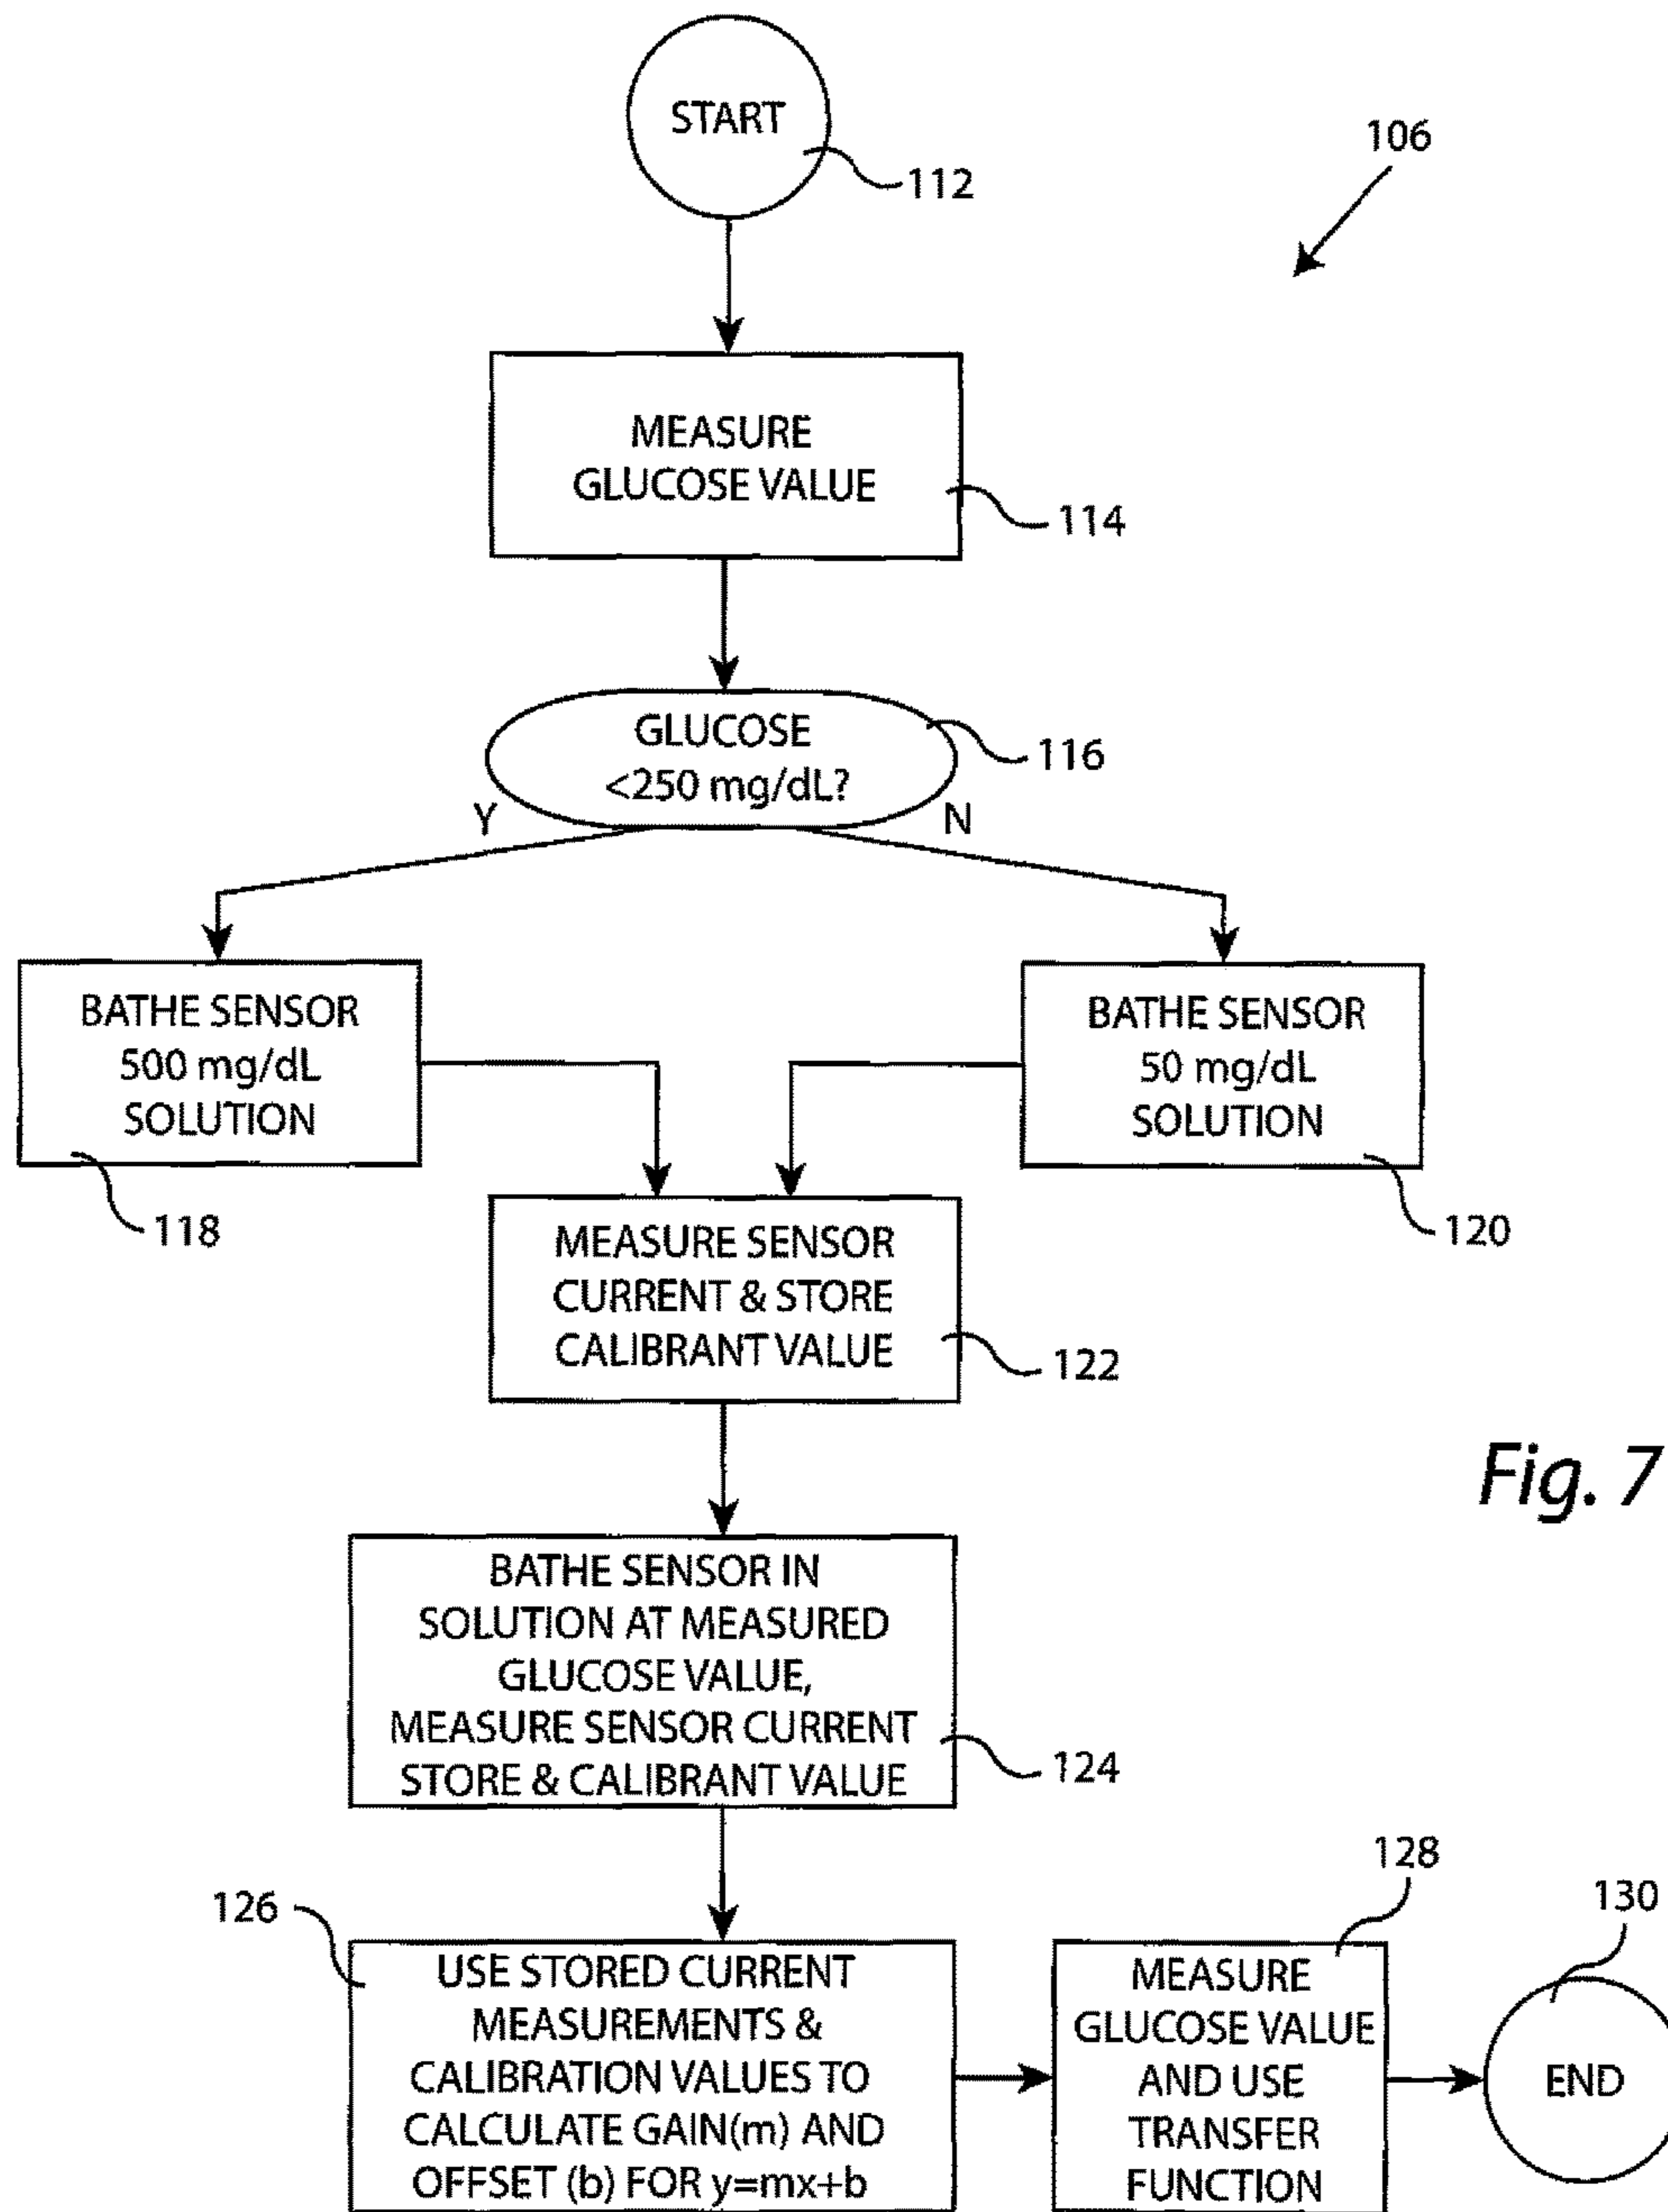 START
112
106
MEASURE
GLUCOSE VALUE
114
GLUCOSE
<250 mg/dL?
116
Y
N
BATHE SENSOR
500 mg/dL
SOLUTION
118
BATHE SENSOR
50 mg/dL
SOLUTION
120
MEASURE SENSOR
CURRENT & STORE
CALIBRANT VALUE
122
Fig. 7
BATHE SENSOR IN
SOLUTION AT MEASURED
GLUCOSE VALUE,
MEASURE SENSOR CURRENT
STORE & CALIBRANT VALUE
124
126
USE STORED CURRENT
MEASUREMENTS &
CALIBRATION VALUES TO
CALCULATE GAIN(m) AND
OFFSET (b) FOR y=mx+b
128
MEASURE
GLUCOSE VALUE
AND USE
TRANSFER
FUNCTION
130
END